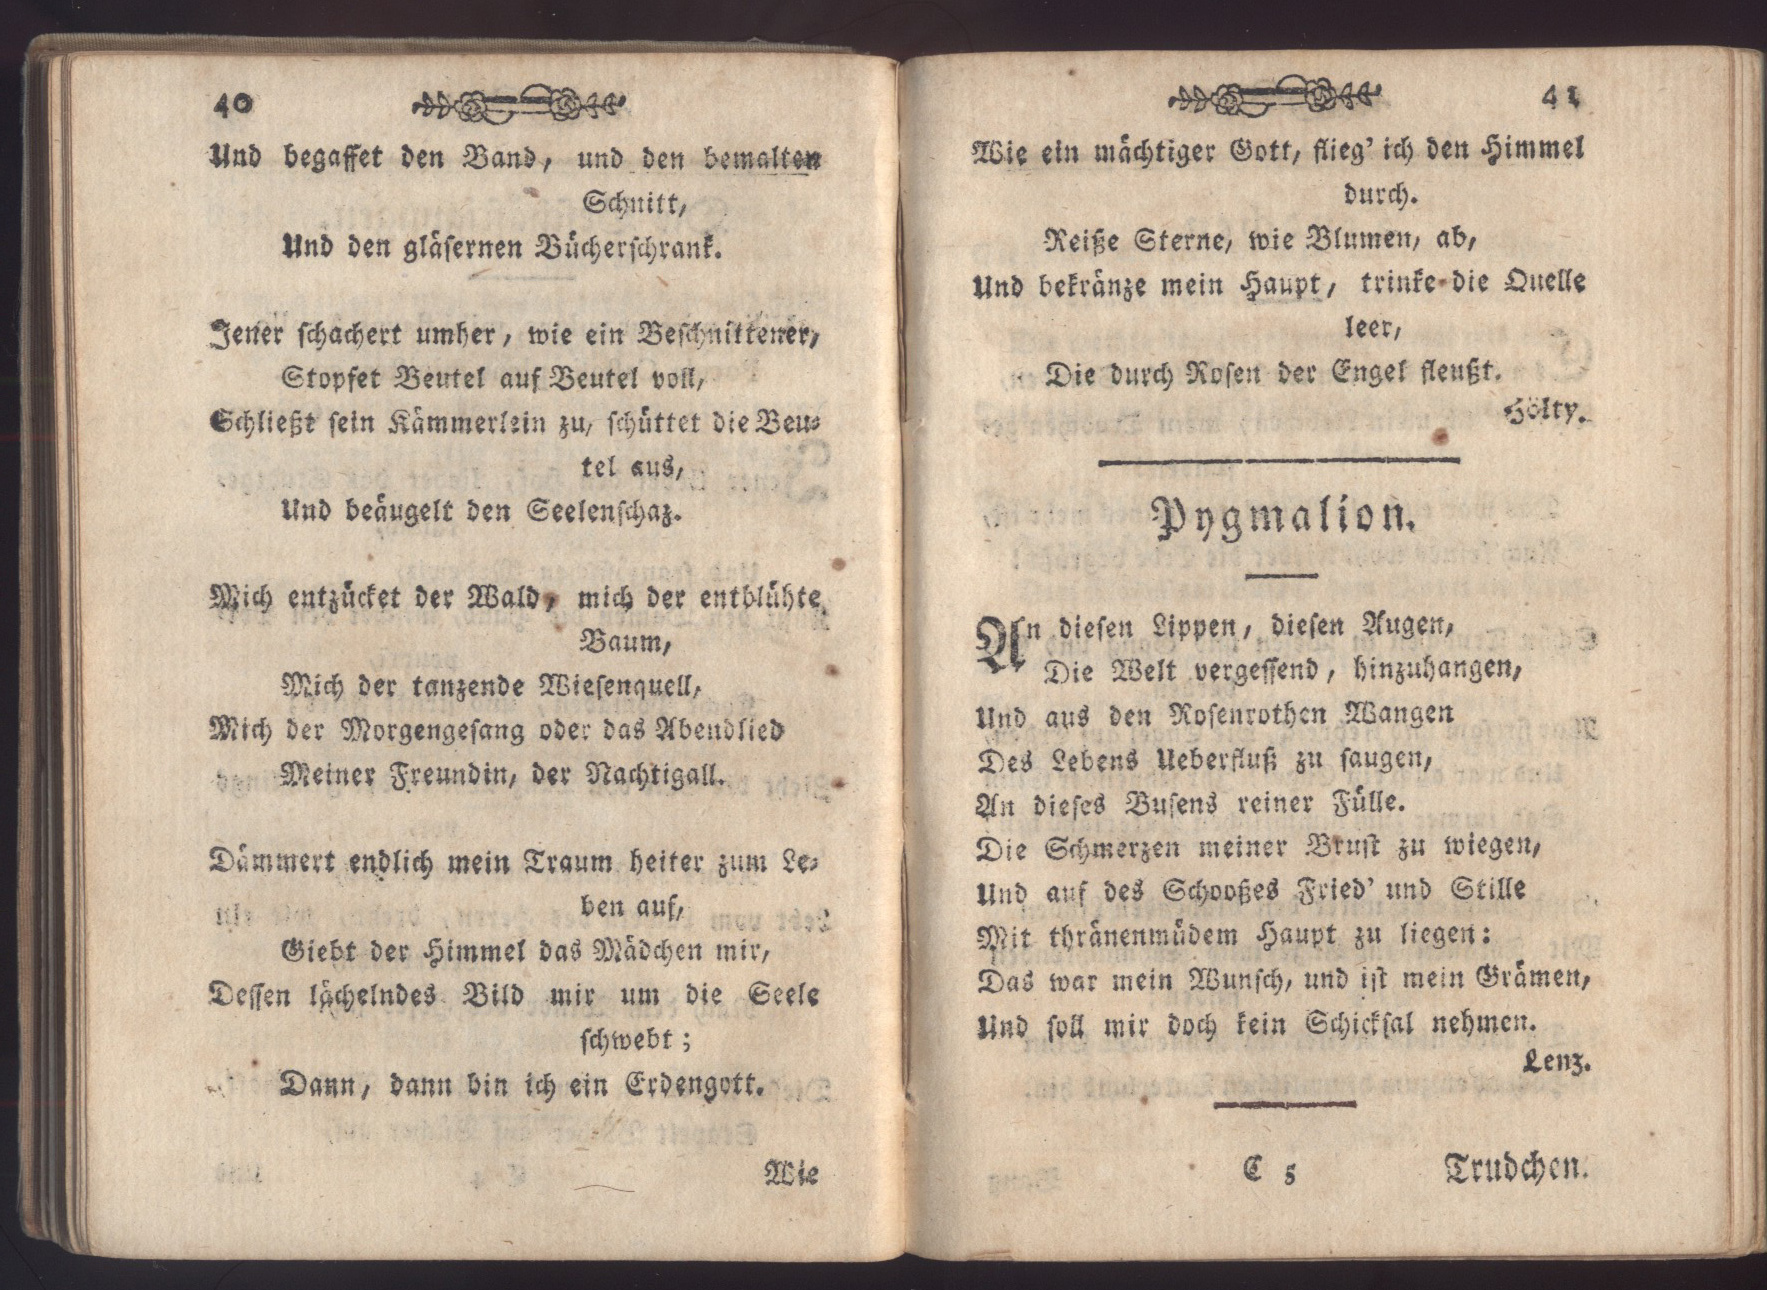 40
Und begaffet den Band, und den bemalten
Schnitt,
Und den gläsernen Bücherschrank.
Jener schachert umher, wie ein Beschnittener,
Stopfet Beutel auf Beutel voll,
Schließt sein Kämmerlein zu, schüttet die Beu-
tel aus,
Und beäugelt den Seelenschaz.
Mich entzücket der Wald, mich der entblühte
Baum,
Mich der tanzende Wiesenquell,
Mich der Morgengesang oder das Abendlied
Meiner Freundin, der Nachtigall.
Dämmert endlich mein Traum heiter zum Le-
ben auf,
Giebt der Himmel das Mädchen mir,
Dessen lächelndes Bild mir um die Seele
schwebt;
Dann, dann bin ich ein Erdengott.
Wie
41
Wie ein mächtiger Gott, flieg' ich den Himmel
durch.
Reiße Sterne, wie Blumen, ab,
Und bekränze mein Haupt, trinke die Quelle
leer,
Die durch Rosen der Engel fleußt.
Hölty.
Pygmalion.
An diesen Lippen, diesen Augen,
Die Welt vergessend, hinzuhangen,
Und aus den Rosenrothen Wangen
Des Lebens Ueberfluß zu saugen,
An dieses Busens reiner Fülle.
Die Schmerzen meiner Brust zu wiegen,
Und auf des Schooßes Fried' und Stille
Mit thränenmüdem Haupt zu liegen:
Das war mein Wunsch, und ist mein Grämen,
Und soll mir doch kein Schicksal nehmen.
Lenz.
C 5 Trudchen.